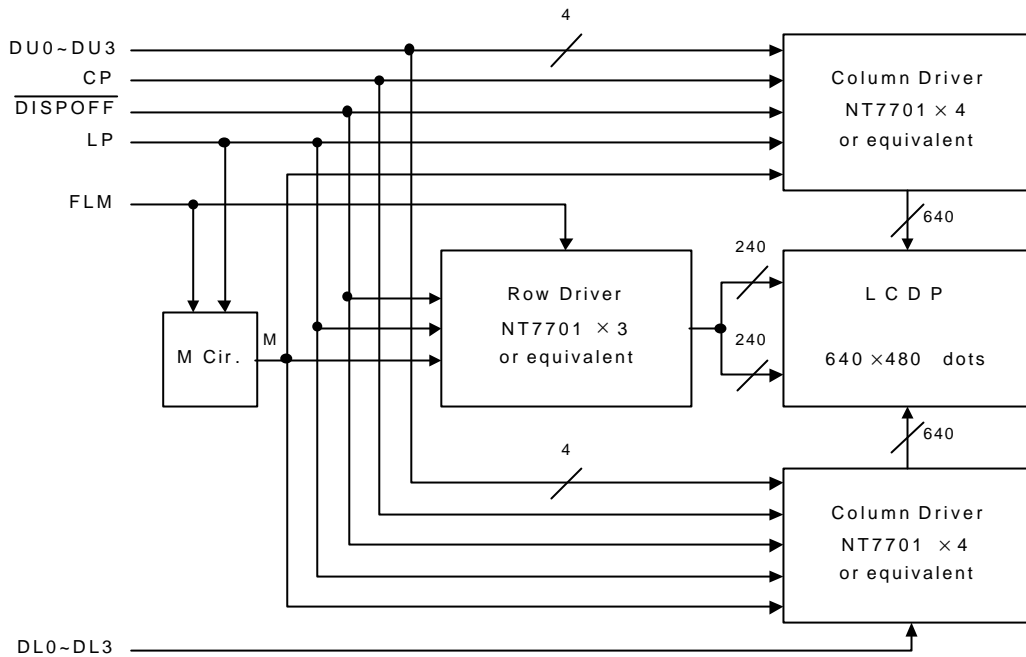 4
DU0~DU3
CP
DISPOFF
LP
FLM
Column Driver
NT7701 × 4
or equivalent
640
240
240
Row Driver
NT7701 × 3
or equivalent
LCDP
640 ×480 dots
M Cir.
M
640
4
Column Driver
NT7701 × 4
or equivalent
DL0~DL3